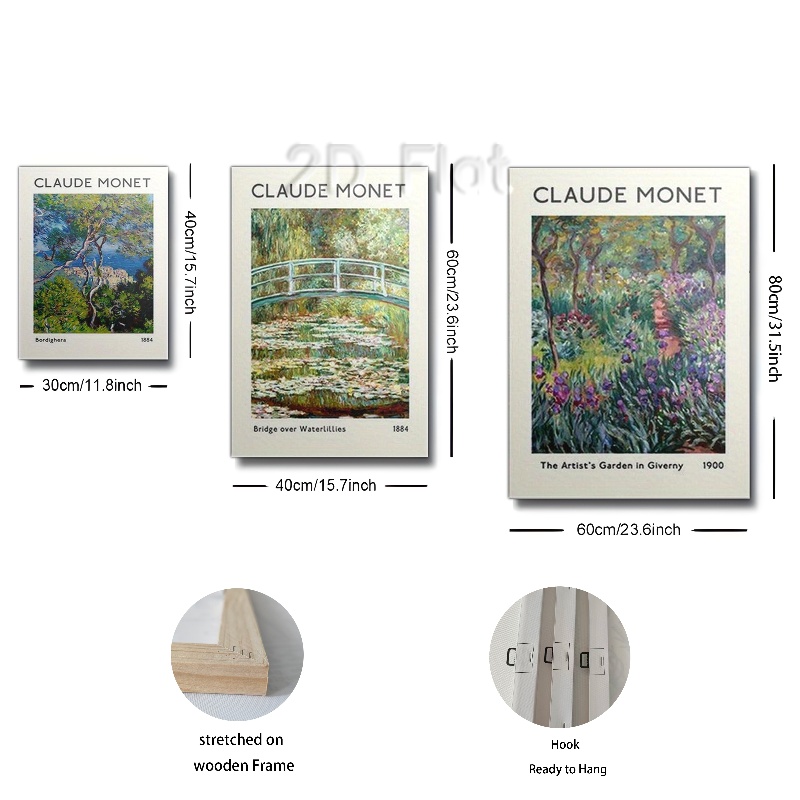 2D Flat
CLAUDE MONET
Bordighera
1884
40cm/15.7inch
30cm/11.8inch
CLAUDE MONET
Bridge over Waterlillies
1884
60cm/23.6inch
40cm/15.7inch
CLAUDE MONET
The Artist's Garden in Giverny
1900
80cm/31.5inch
60cm/23.6inch
stretched on
wooden Frame
Hook
Ready to Hang